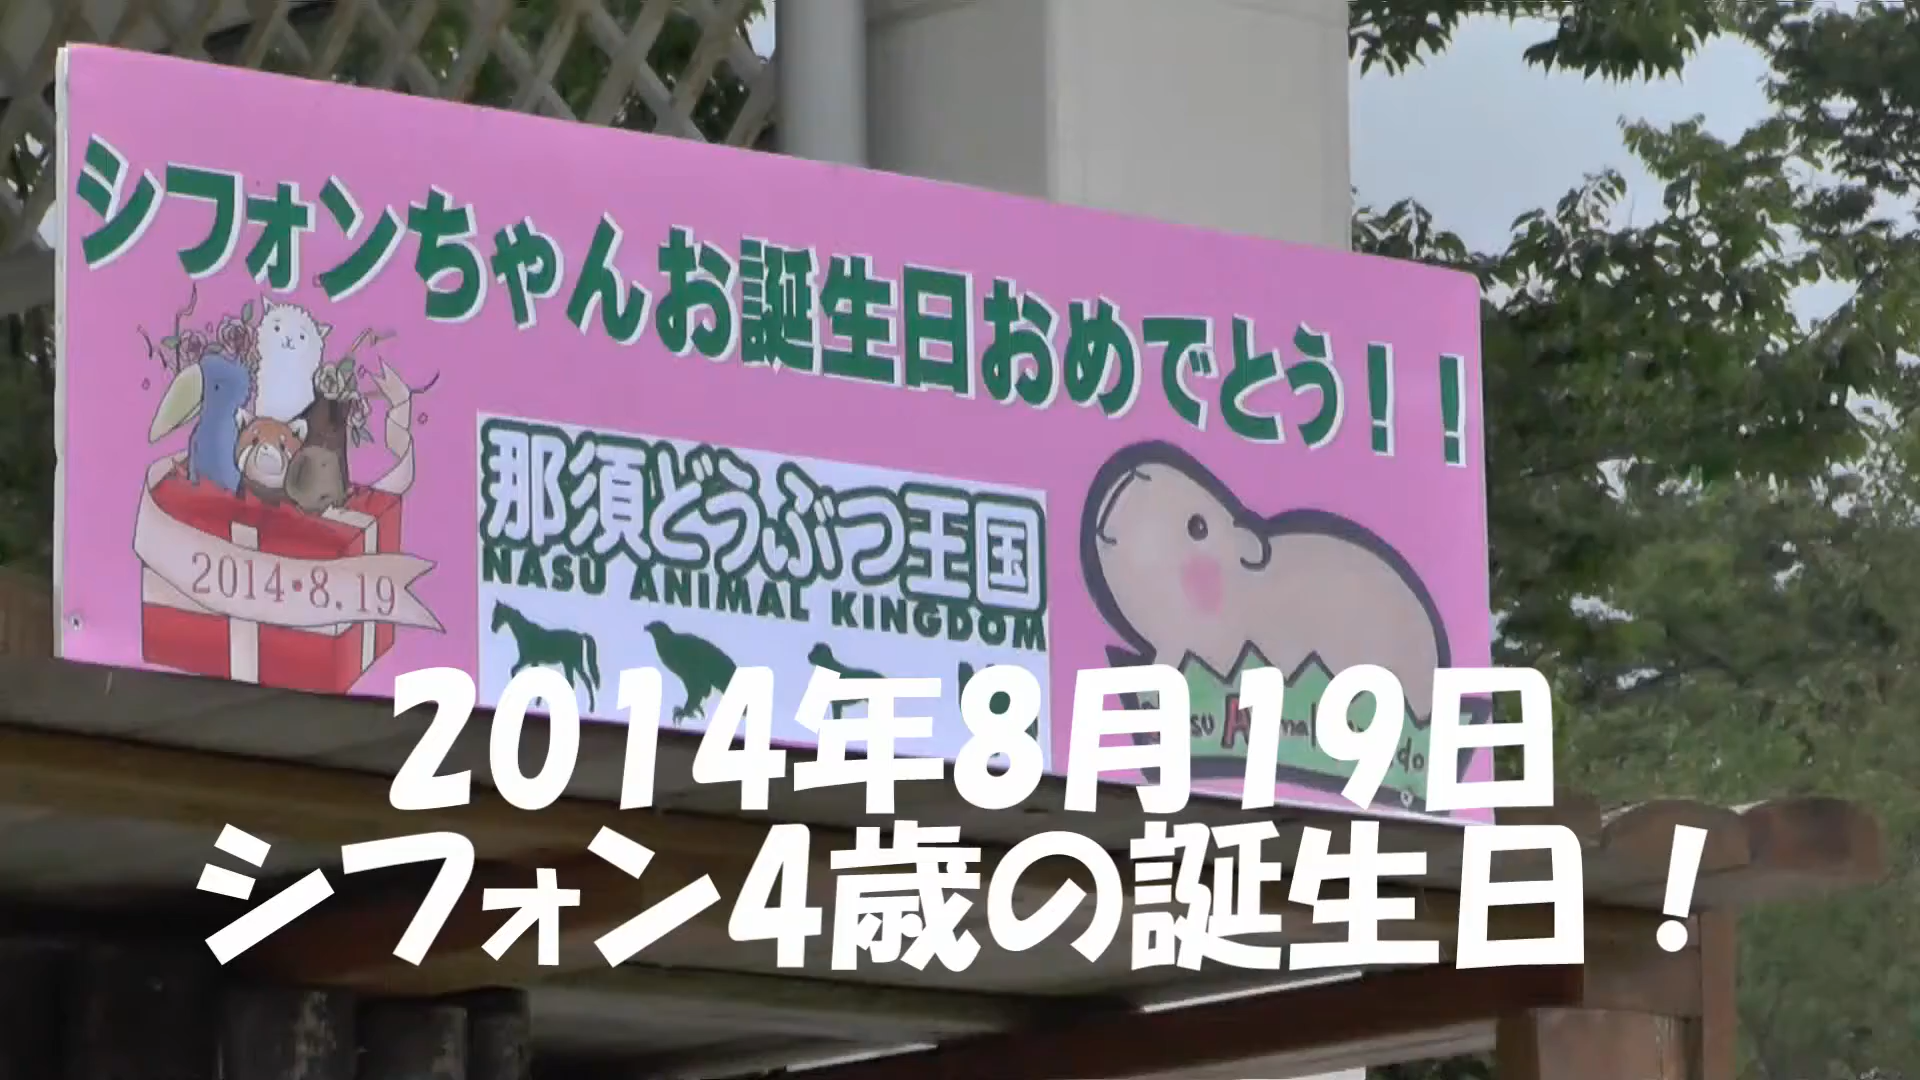 シフォンちゃんお誕生日おめでとう!!
那須どうぶつ王国
NASU ANIMAL KINGDOM
2014・8.19
2014年8月19日
シフォン4歳の誕生日!